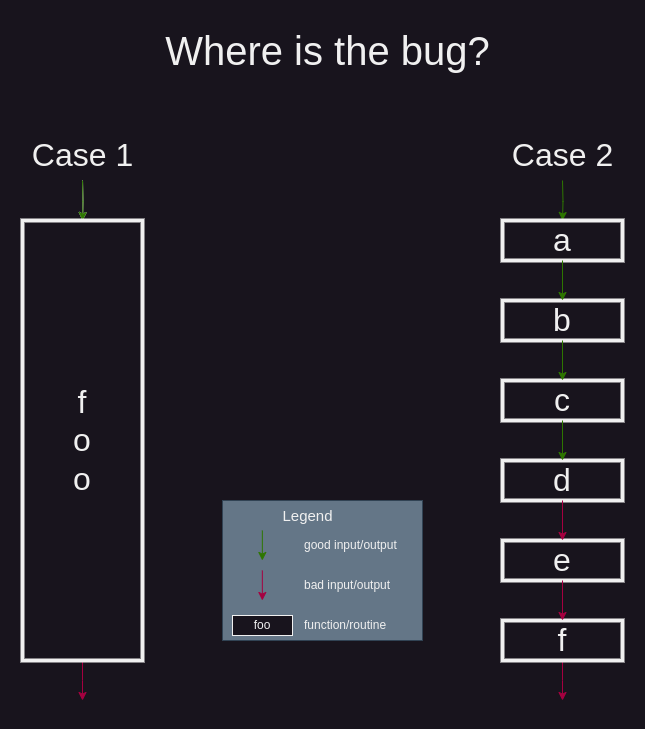 Where is the bug?
Case 1
Case 2
f
o
o
a
b
c
d
e
f
Legend
good input/output
bad input/output
foo function/routine